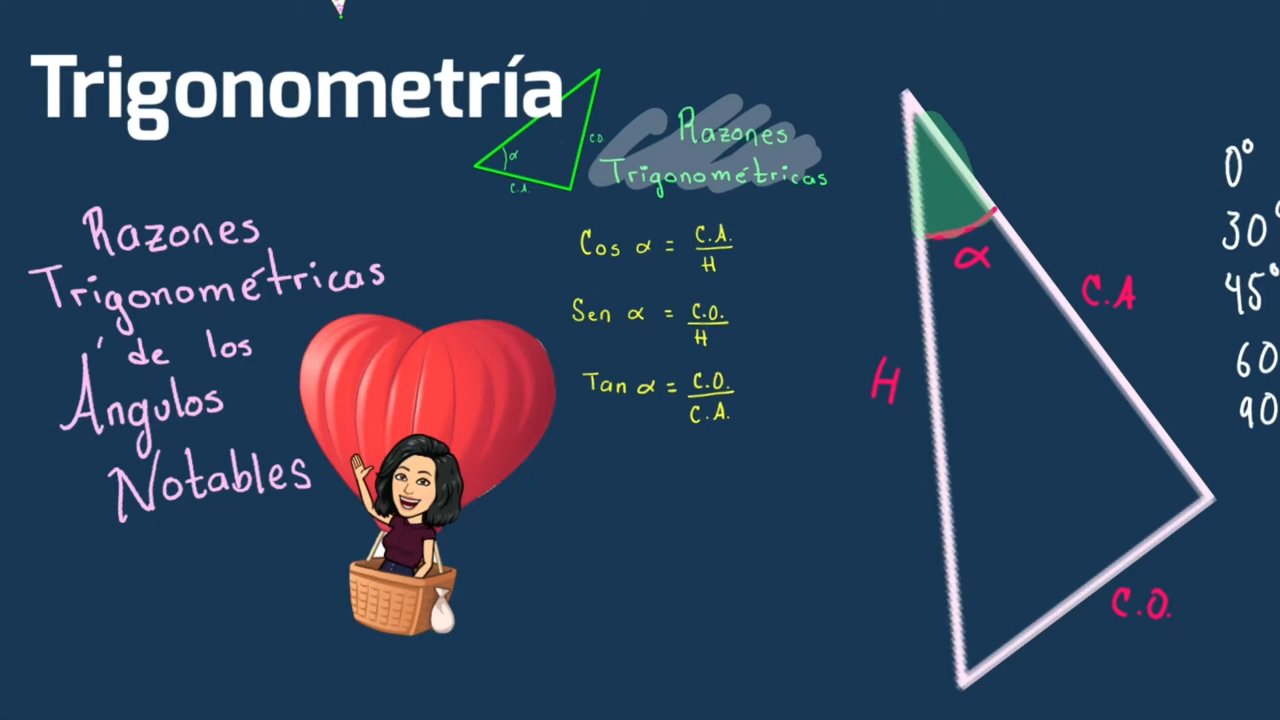 Trigonometría
Razones
Trigonométricas
de los
Ángulos
Notables
α
C.O.
C.A.
Razones
Trigonométricas
Cos α = C.A. / H
Sen α = C.O. / H
Tan α = C.O. / C.A.
α
C.A
H
C.O.
0°
30°
45°
60
90